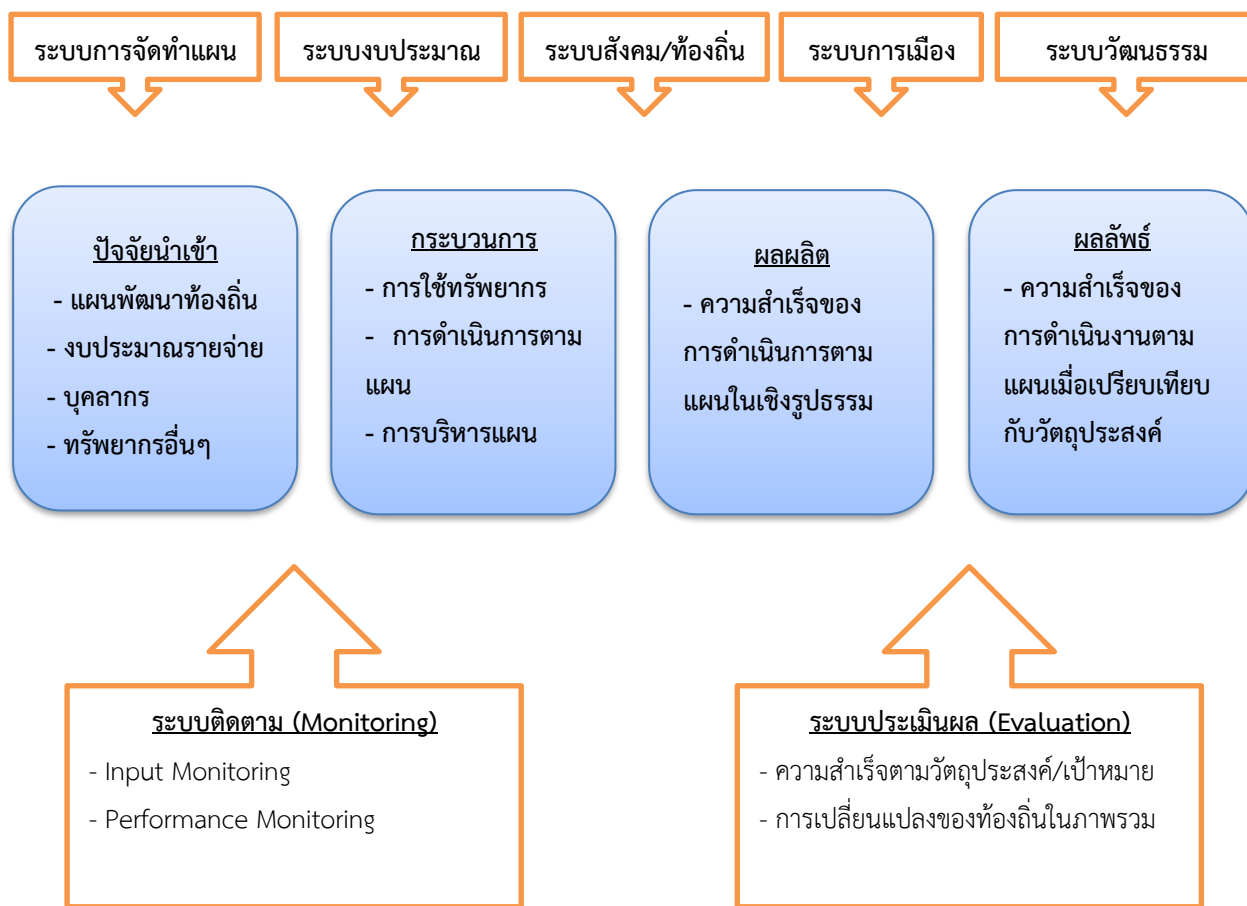 ระบบการจัดทำแผน
ระบบงบประมาณ
ระบบสังคม/ท้องถิ่น
ระบบการเมือง
ระบบวัฒนธรรม
ปัจจัยนำเข้า
- แผนพัฒนาท้องถิ่น
- งบประมาณรายจ่าย
- บุคลากร
- ทรัพยากรอื่นๆ
กระบวนการ
- การใช้ทรัพยากร
- การดำเนินการตาม
แผน
- การบริหารแผน
ผลผลิต
- ความสำเร็จของ
การดำเนินการตาม
แผนในเชิงรูปธรรม
ผลลัพธ์
- ความสำเร็จของ
การดำเนินงานตาม
แผนเมื่อเปรียบเทียบ
กับวัตถุประสงค์
ระบบติดตาม (Monitoring)
- Input Monitoring
- Performance Monitoring
ระบบประเมินผล (Evaluation)
- ความสำเร็จตามวัตถุประสงค์/เป้าหมาย
- การเปลี่ยนแปลงของท้องถิ่นในภาพรวม